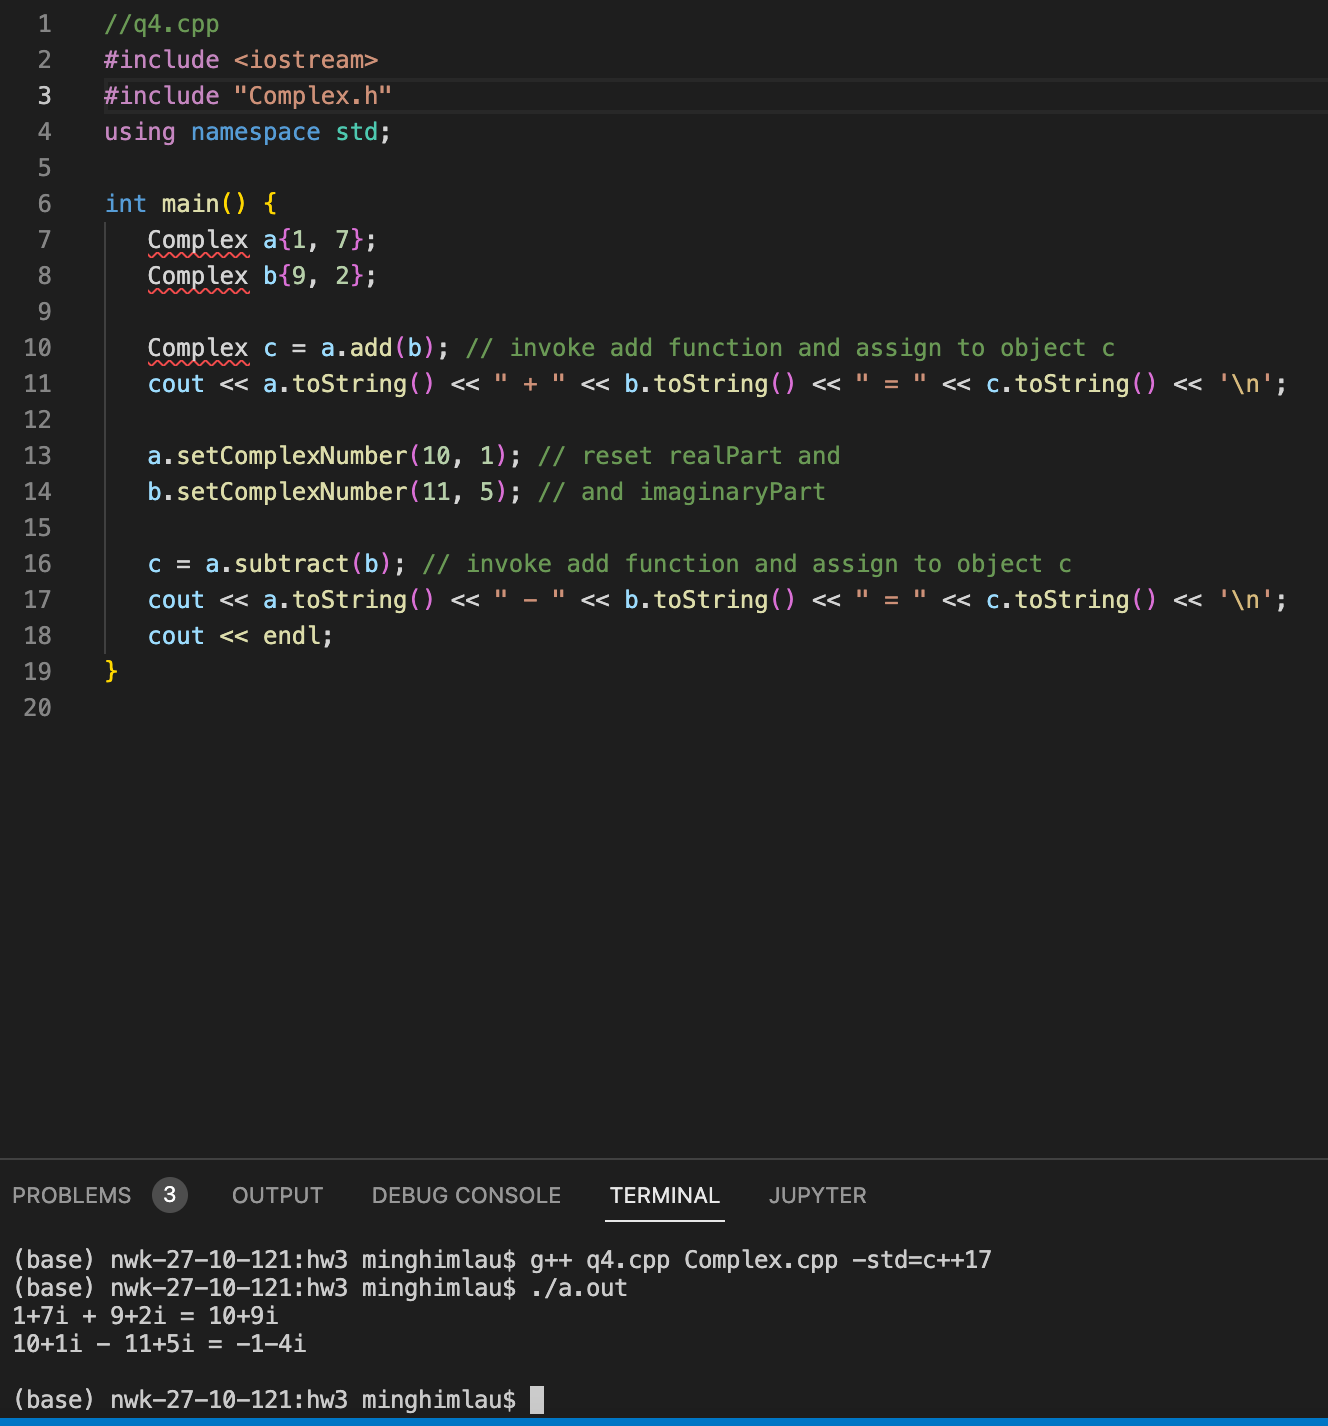 1 //q4.cpp
2 #include <iostream>
3 #include "Complex.h"
4 using namespace std;
5
6 int main() {
7    Complex a{1, 7};
8    Complex b{9, 2};
9
10    Complex c = a.add(b); // invoke add function and assign to object c
11    cout << a.toString() << " + " << b.toString() << " = " << c.toString() << '\n';
12
13    a.setComplexNumber(10, 1); // reset realPart and
14    b.setComplexNumber(11, 5); // and imaginaryPart
15
16    c = a.subtract(b); // invoke add function and assign to object c
17    cout << a.toString() << " - " << b.toString() << " = " << c.toString() << '\n';
18    cout << endl;
19 }
20
PROBLEMS 3 OUTPUT DEBUG CONSOLE TERMINAL JUPYTER
(base) nwk-27-10-121:hw3 minghimlau$ g++ q4.cpp Complex.cpp -std=c++17
(base) nwk-27-10-121:hw3 minghimlau$ ./a.out
1+7i + 9+2i = 10+9i
10+1i - 11+5i = -1-4i
(base) nwk-27-10-121:hw3 minghimlau$